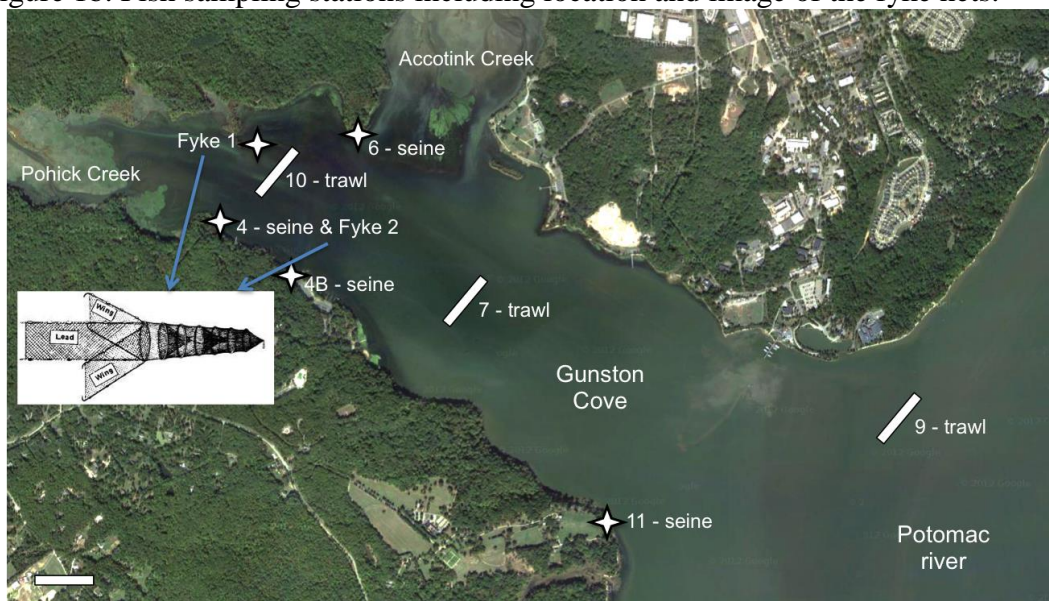 Figure 1b. Fish sampling stations including location and image of the fyke nets.
Accotink Creek
Fyke 1
6 - seine
10 - trawl
Pohick Creek
4 - seine & Fyke 2
4B - seine
7 - trawl
Wing
Lead
Wing
Gunston
Cove
9 - trawl
11 - seine
Potomac
river